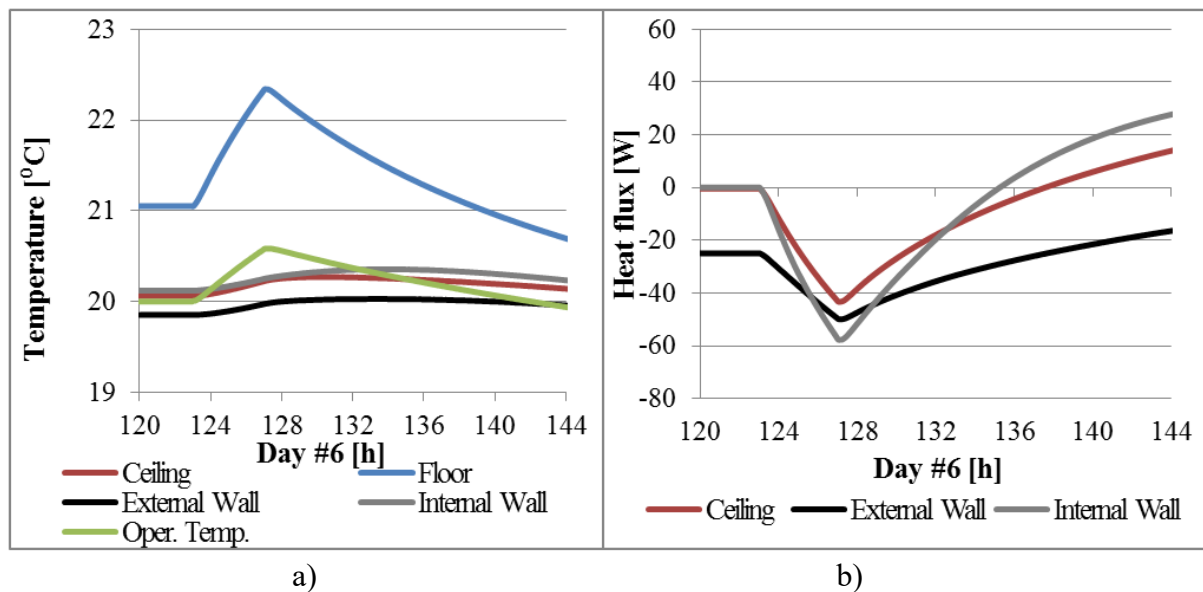 Temperature [⁰C]
23
22
21
20
19
120 124 128 132 136 140 144
Day #6 [h]
Ceiling Floor
External Wall Internal Wall
Oper. Temp.
a)
Heat flux [W]
60
40
20
0
-20
-40
-60
-80
120 124 128 132 136 140 144
Day #6 [h]
Ceiling External Wall Internal Wall
b)